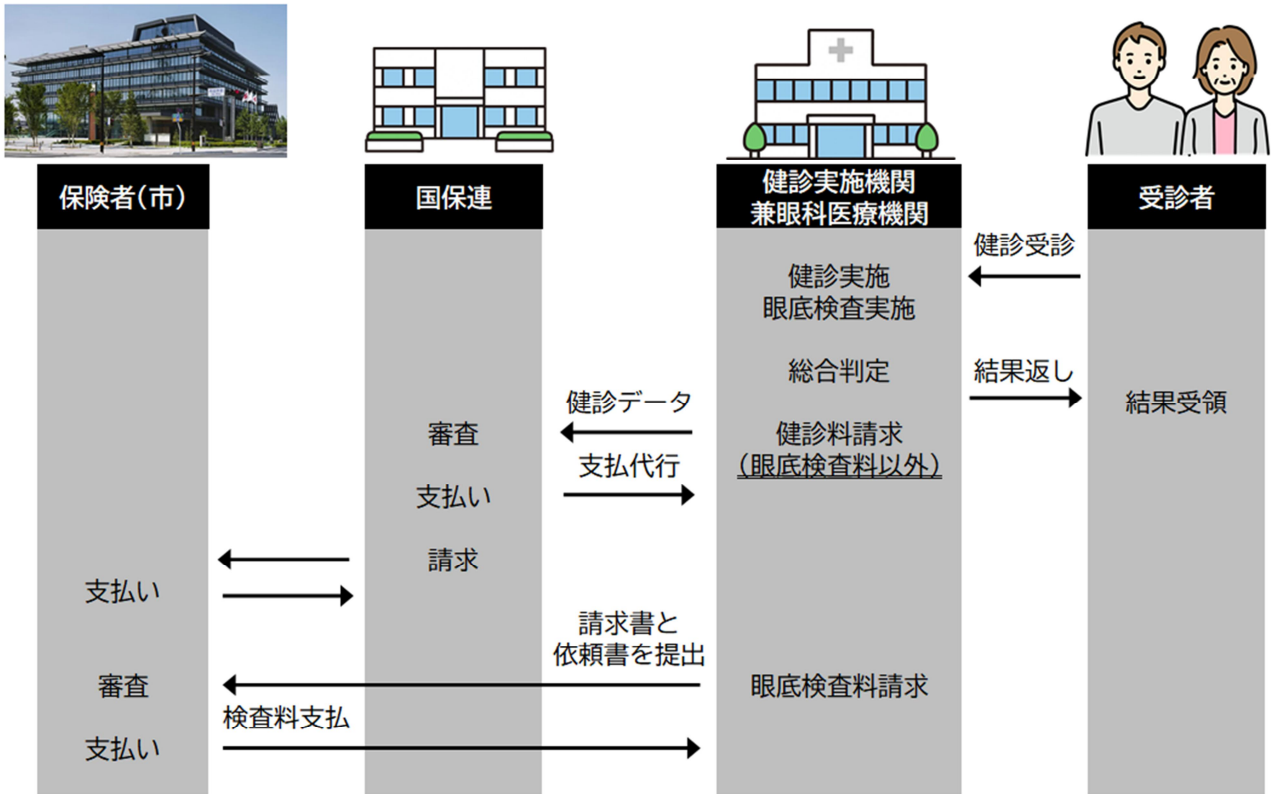 保険者(市)
国保連
健診実施機関
兼眼科医療機関
受診者
健診受診
健診実施
眼底検査実施
総合判定
結果返し
結果受領
健診データ
審査
健診料請求
(眼底検査料以外)
支払代行
支払い
請求
支払い
請求書と
依頼書を提出
審査
眼底検査料請求
検査料支払
支払い